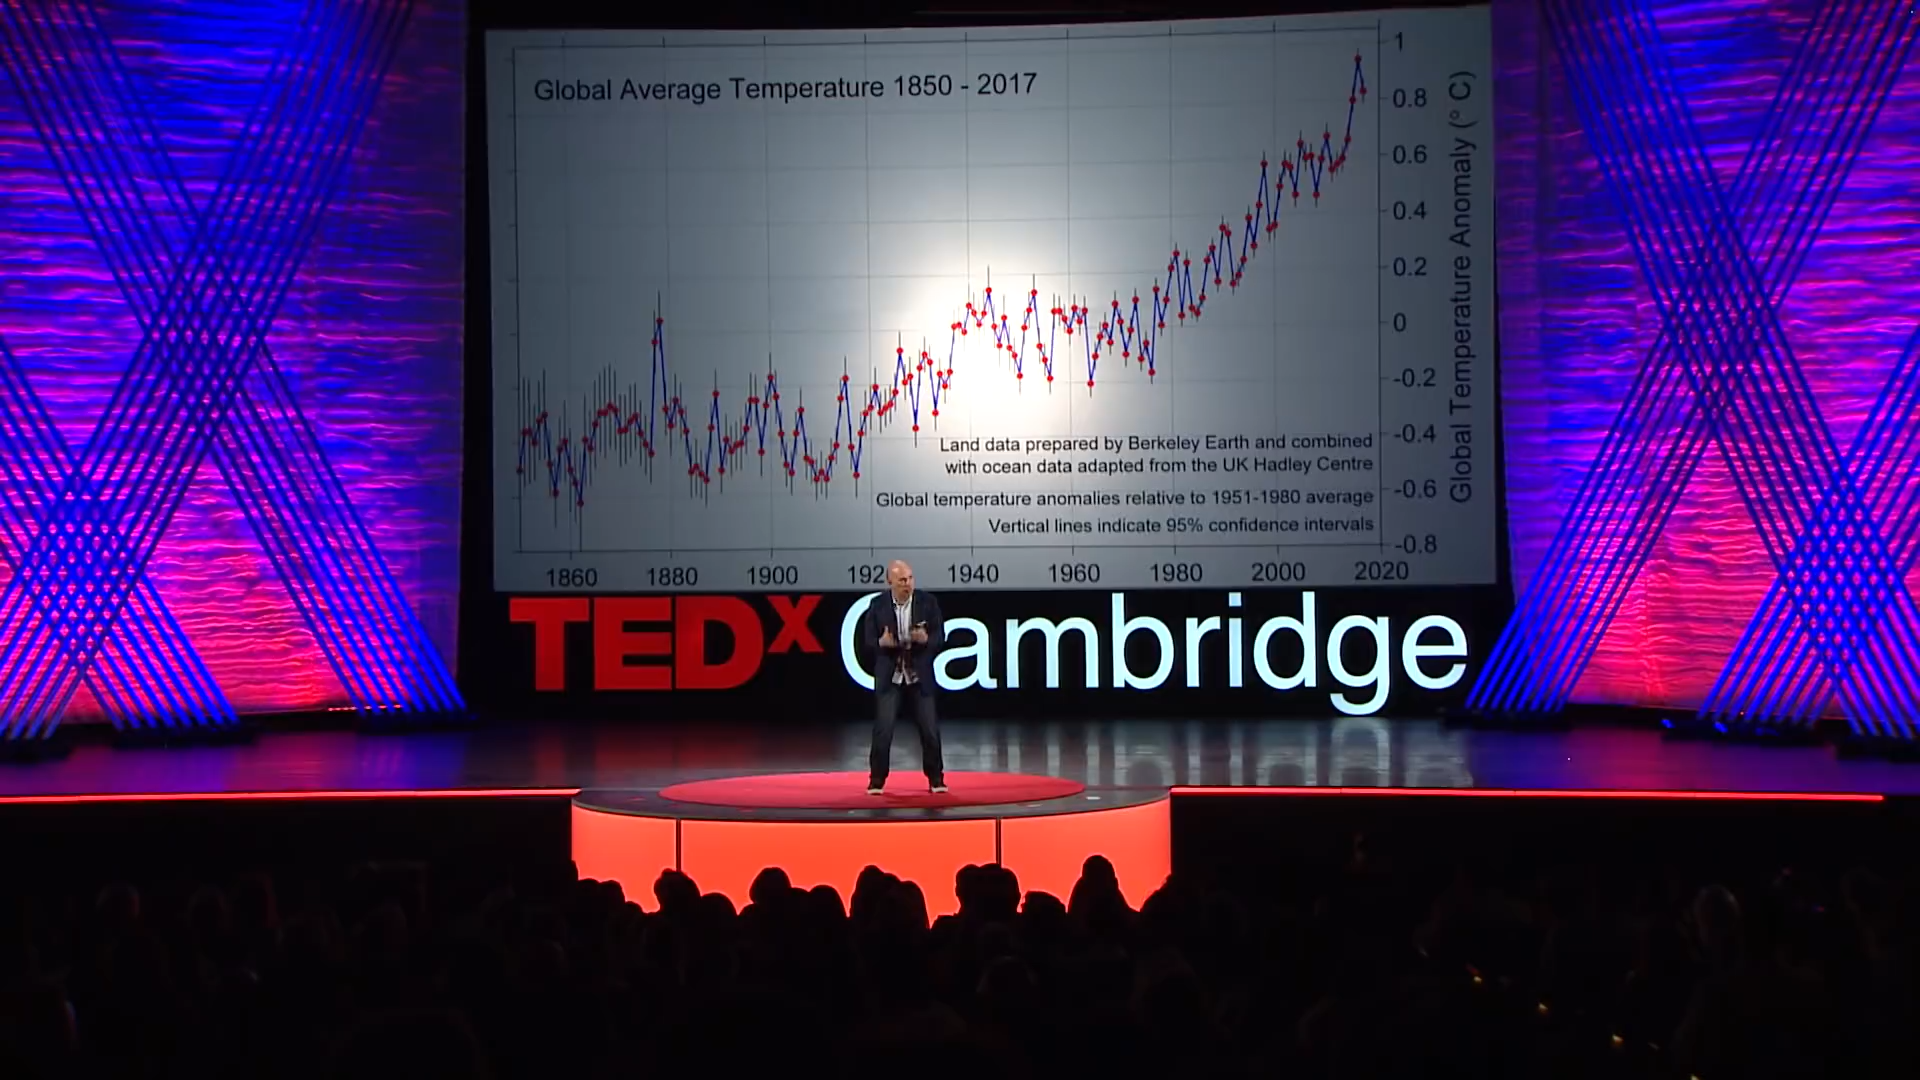 Global Average Temperature 1850 - 2017
1
0.8
0.6
0.4
0.2
0
-0.2
-0.4
-0.6
-0.8
Global Temperature Anomaly (° C)
Land data prepared by Berkeley Earth and combined
with ocean data adapted from the UK Hadley Centre
Global temperature anomalies relative to 1951-1980 average
Vertical lines indicate 95% confidence intervals
1860 1880 1900 192 1940 1960 1980 2000 2020
TEDx Cambridge